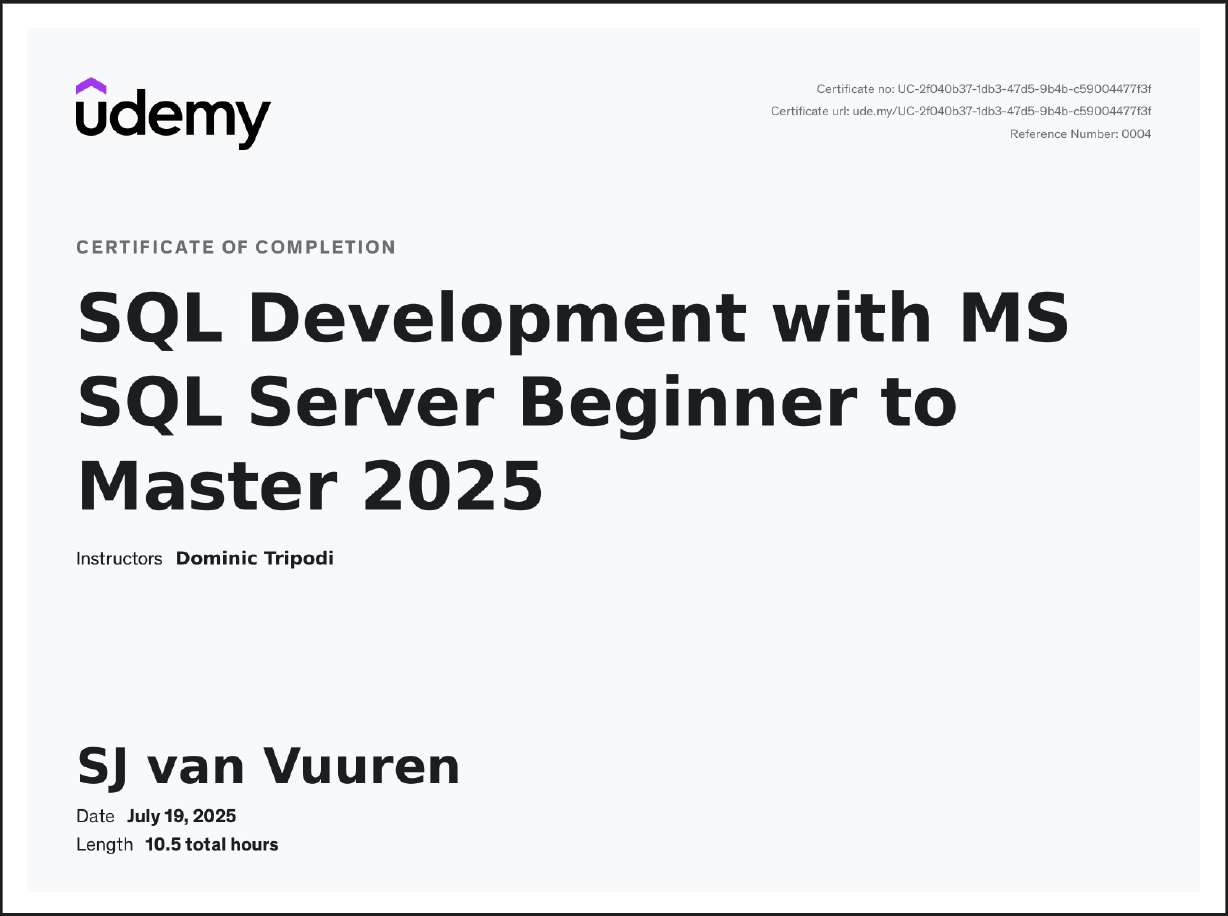 udemy
Certificate no: UC-2f040b37-1db3-47d5-9b4b-c59004477f3f
Certificate url: ude.my/UC-2f040b37-1db3-47d5-9b4b-c59004477f3f
Reference Number: 0004
CERTIFICATE OF COMPLETION
SQL Development with MS
SQL Server Beginner to
Master 2025
Instructors Dominic Tripodi
SJ van Vuuren
Date July 19, 2025
Length 10.5 total hours